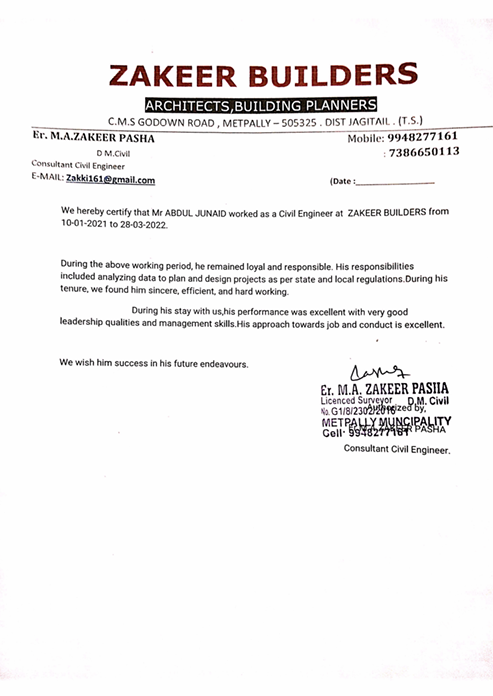 ZAKEER BUILDERS
ARCHITECTS,BUILDING PLANNERS
C.M.S GODOWN ROAD , METPALLY – 505325 . DIST JAGITAIL . (T.S.)
Er. M.A.ZAKEER PASHA
Mobile: 9948277161
D M.Civil
: 7386650113
Consultant Civil Engineer
E-MAIL: Zakki161@gmail.com
(Date :
We hereby certify that Mr ABDUL JUNAID worked as a Civil Engineer at ZAKEER BUILDERS from
10-01-2021 to 28-03-2022.
During the above working period, he remained loyal and responsible. His responsibilities
included analyzing data to plan and design projects as per state and local regulations.During his
tenure, we found him sincere, efficient, and hard working.
During his stay with us,his performance was excellent with very good
leadership qualities and management skills.His approach towards job and conduct is excellent.
We wish him success in his future endeavours.
Er. M.A. ZAKEER PASHA
Licenced Surveyor D.M. Civil
No. G1/8/2302/2016
Authorized by,
METPALLY MUNCIPALITY
Cell: 9948277161
ZAKEER PASHA
Consultant Civil Engineer.